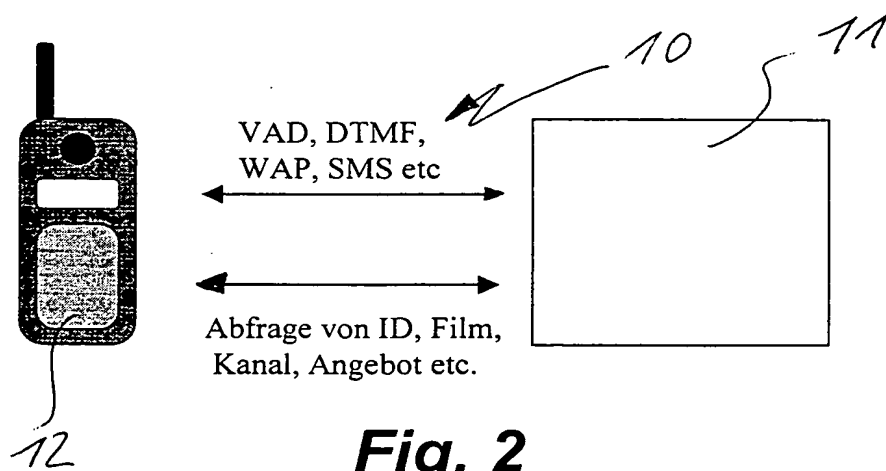 10
11
VAD, DTMF,
WAP, SMS etc
Abfrage von ID, Film,
Kanal, Angebot etc.
12
Fig. 2